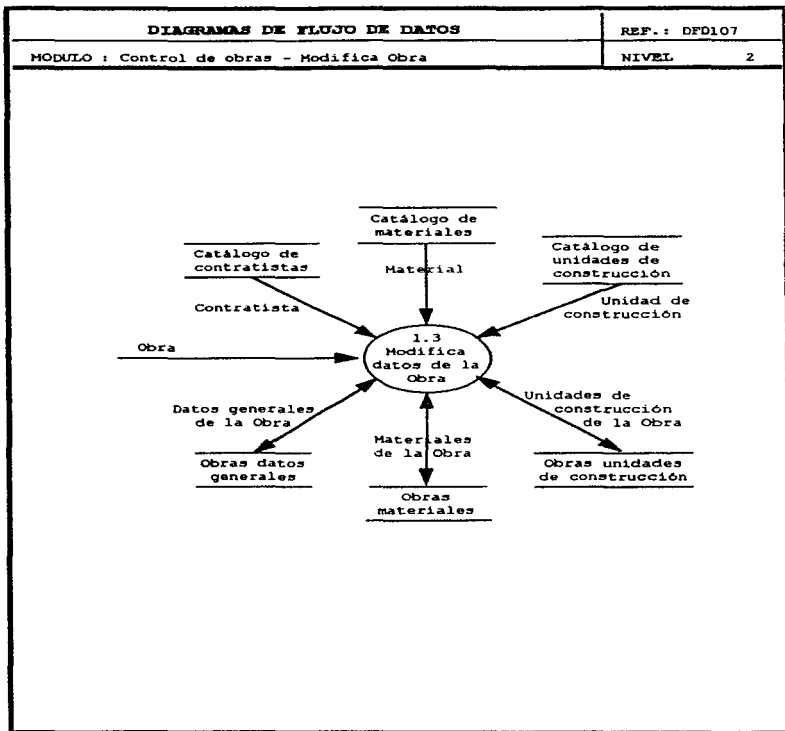 DIAGRAMAS DE FLUJO DE DATOS
REF.: DFD107
MODULO : Control de obras - Modifica Obra
NIVEL 2
Catálogo de
materiales
Catálogo de
contratistas
Catálogo de
unidades de
construcción
Material
Contratista
Unidad de
construcción
Obra
1.3
Modifica
datos de la
Obra
Datos generales
de la Obra
Materiales
de la Obra
Unidades de
construcción
de la Obra
Obras datos
generales
Obras
materiales
Obras unidades
de construcción